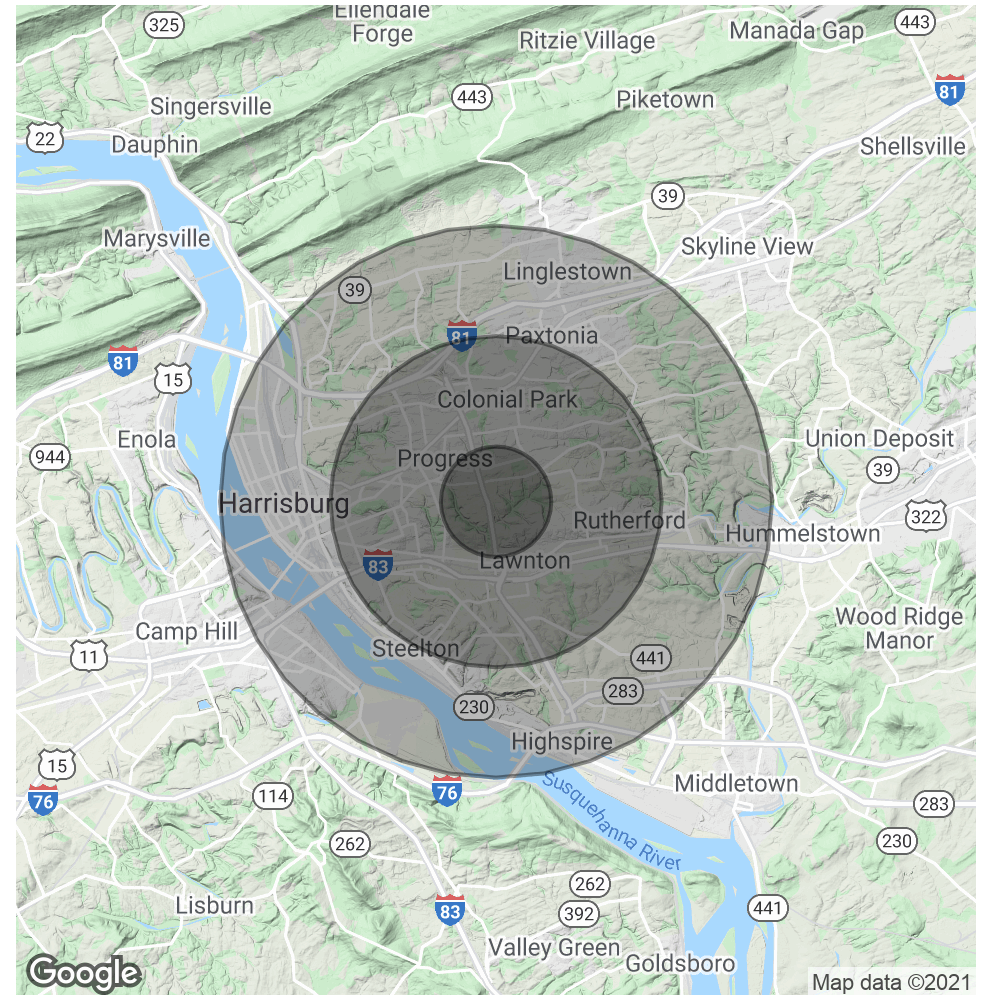 Ellendale
Forge
325
Ritzie Village
Manada Gap
443
443
Piketown
81
Singersville
22
Dauphin
Shellsville
39
Marysville
Skyline View
Linglestown
39
81
Paxtonia
81
15
Colonial Park
Enola
Union Deposit
944
Progress
39
Harrisburg
322
Rutherford
Hummelstown
Lawnton
83
Wood Ridge
Manor
Camp Hill
Steelton
11
441
283
230
Highspire
15
76
Middletown
76
114
283
Susquehanna River
262
230
262
Lisburn
83
392
441
Valley Green
Goldsboro
Google
Map data ©2021